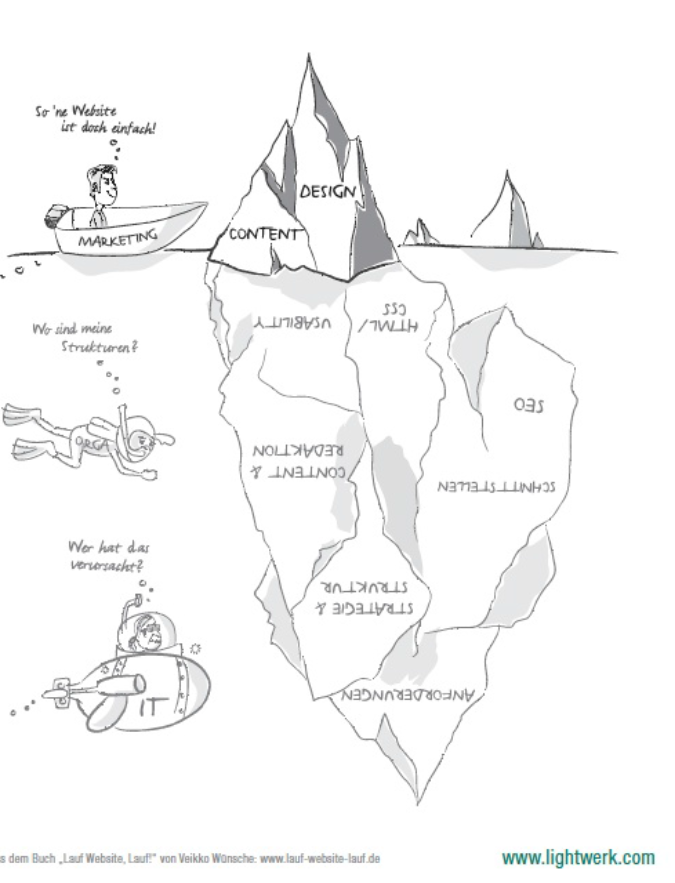 So 'ne Website
ist doch einfach!
DESIGN
CONTENT
MARKETING
USABILITY
HTML/
CSS
Wo sind meine
Strukturen?
SEO
ORGA
CONTENT &
REDAKTION
SCHNITTSTELLEN
Wer hat das
verursacht?
STRATEGIE &
STRUKTUR
ANFORDERUNGEN
IT
s dem Buch „Lauf Website, Lauf!" von Veikko Wünsche: www.lauf-website-lauf.de
www.lightwerk.com